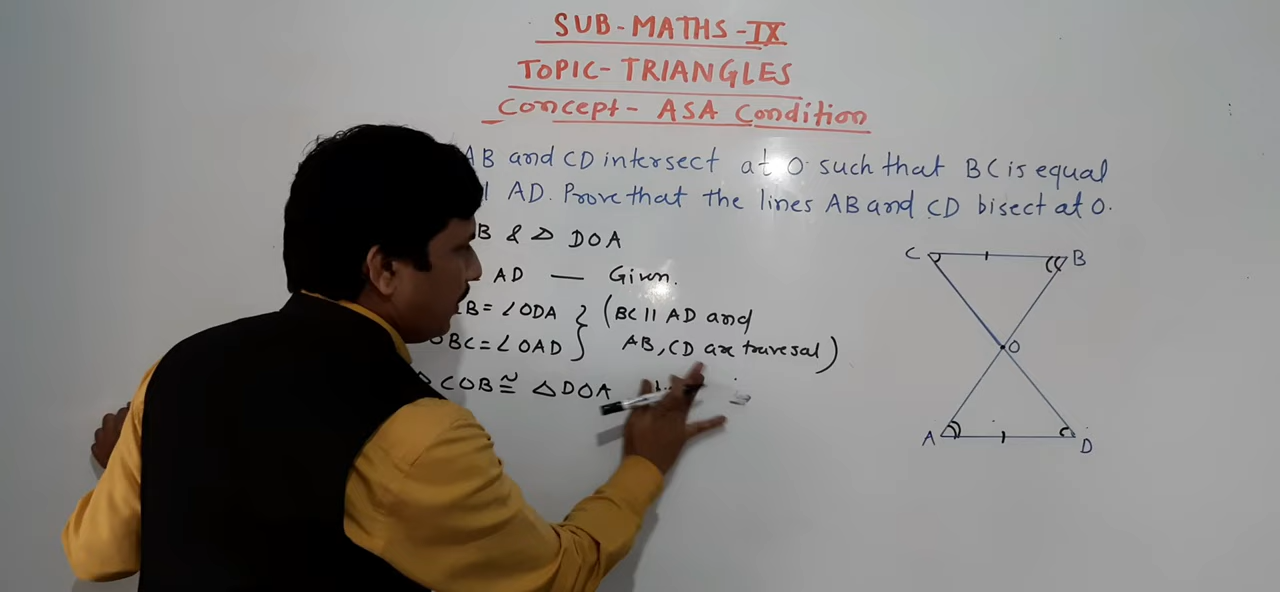 SUB-MATHS-IX
TOPIC-TRIANGLES
Concept- ASA Condition
AB and CD intersect at O such that BC is equal
AD. Prove that the lines AB and CD bisect at O.
B & △ DOA
= AD — Given.
B = ∠ODA } (BC || AD and
OBC = ∠OAD } AB, CD are traversal)
COB ≅ △DOA
C
B
O
A
D